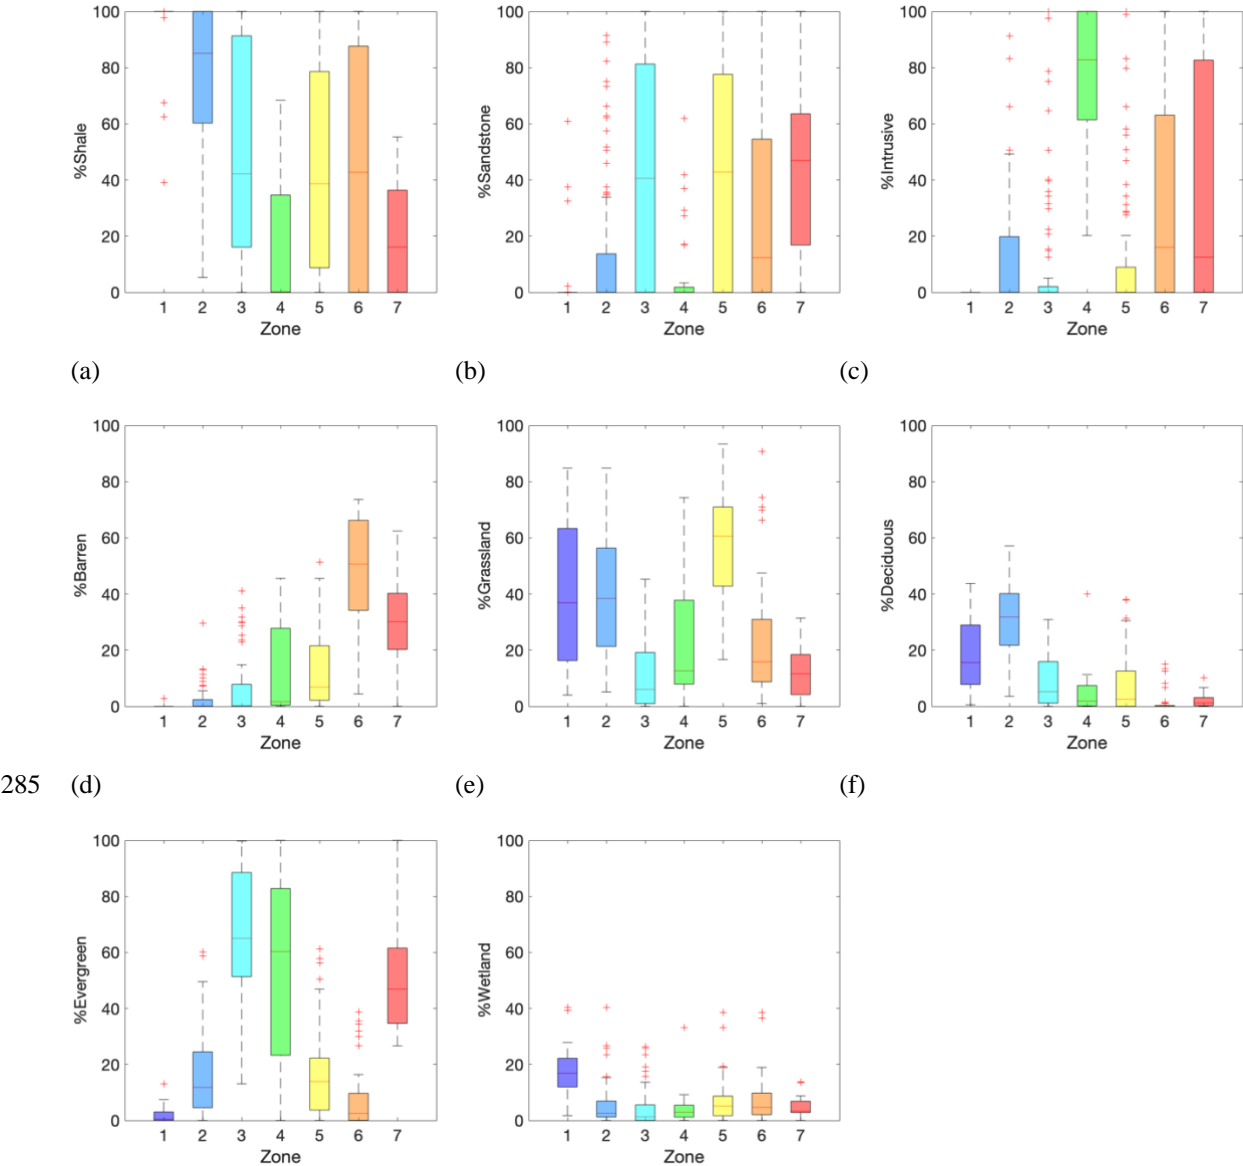 100 100 100
80 80 80
60 60 60
40 40 40
20 20 20
0 0 0
%Shale %Sandstone %Intrusive
1 2 3 4 5 6 7 1 2 3 4 5 6 7 1 2 3 4 5 6 7
Zone Zone Zone
(a) (b) (c)
100 100 100
80 80 80
60 60 60
40 40 40
20 20 20
0 0 0
%Barren %Grassland %Deciduous
1 2 3 4 5 6 7 1 2 3 4 5 6 7 1 2 3 4 5 6 7
Zone Zone Zone
285 (d) (e) (f)
100 100
80 80
60 60
40 40
20 20
0 0
%Evergreen %Wetland
1 2 3 4 5 6 7 1 2 3 4 5 6 7
Zone Zone